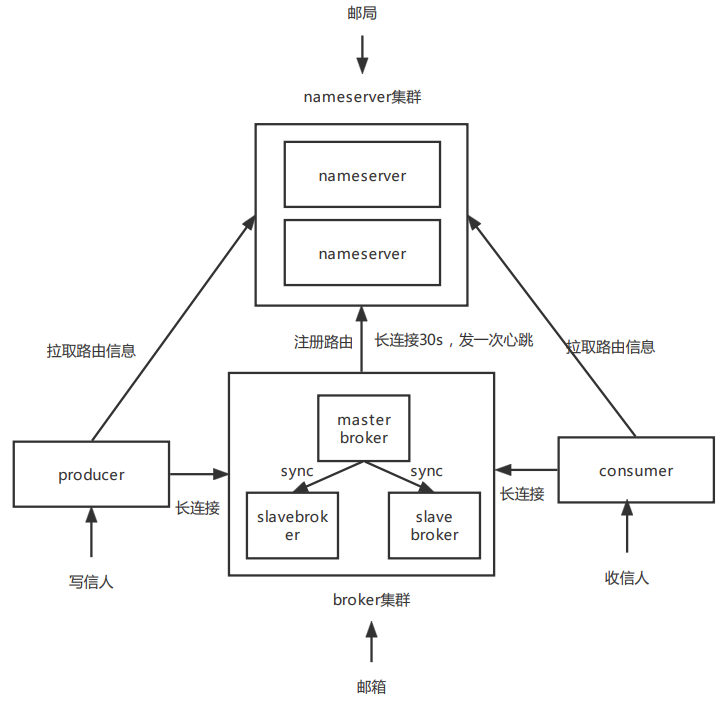 邮局
nameserver集群
nameserver
nameserver
注册路由
长连接30s，发一次心跳
拉取路由信息
拉取路由信息
master
broker
producer
consumer
sync
sync
长连接
长连接
slavebrok
er
slave
broker
写信人
收信人
broker集群
邮箱